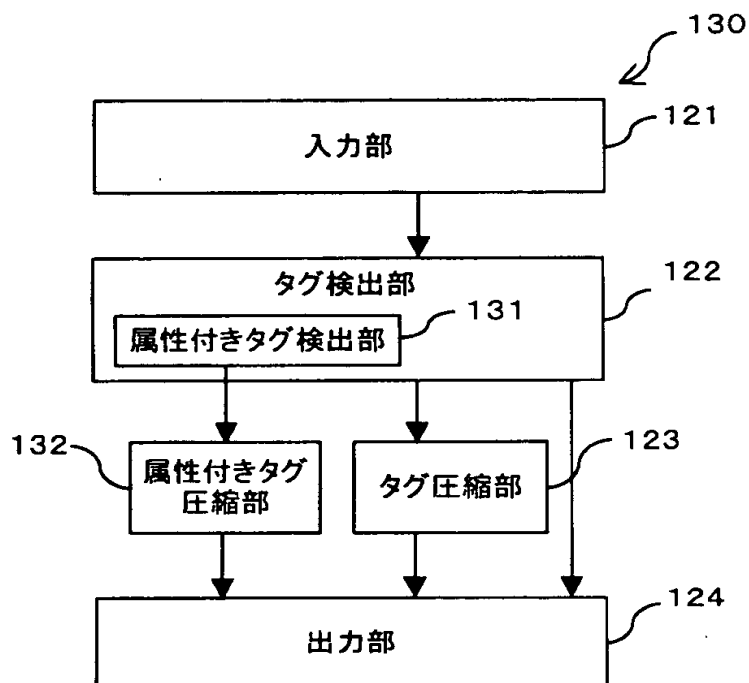 130
121
入力部
122
タグ検出部
131
属性付きタグ検出部
132
属性付きタグ
圧縮部
123
タグ圧縮部
124
出力部